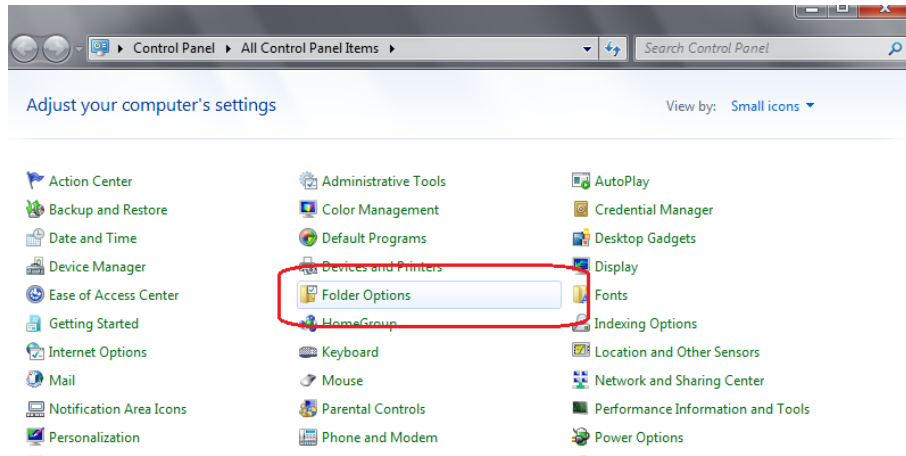 Control Panel ▸ All Control Panel Items ▸ Search Control Panel
Adjust your computer's settings View by: Small icons
Action Center Administrative Tools AutoPlay
Backup and Restore Color Management Credential Manager
Date and Time Default Programs Desktop Gadgets
Device Manager Devices and Printers Display
Ease of Access Center Folder Options Fonts
Getting Started HomeGroup Indexing Options
Internet Options Keyboard Location and Other Sensors
Mail Mouse Network and Sharing Center
Notification Area Icons Parental Controls Performance Information and Tools
Personalization Phone and Modem Power Options